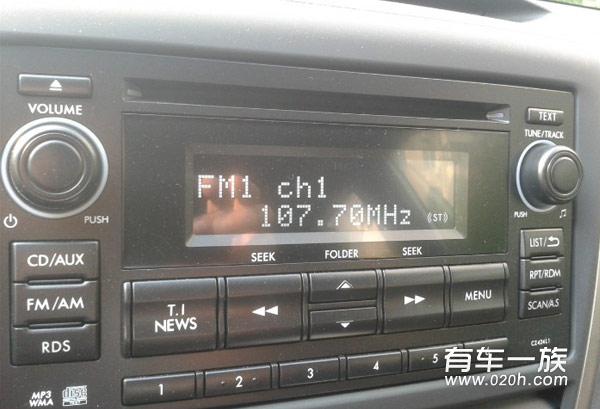 TEXT
VOLUME
TUNE/TRACK
FM1 ch1
107.70MHz ((ST))
PUSH
PUSH
SEEK FOLDER SEEK
CD/AUX
LIST/
FM/AM
T.I
NEWS
MENU
RPT/RDM
SCAN/A.S
RDS
MP3
WMA
1 2 3 4 5
有车一族
www.020h.com